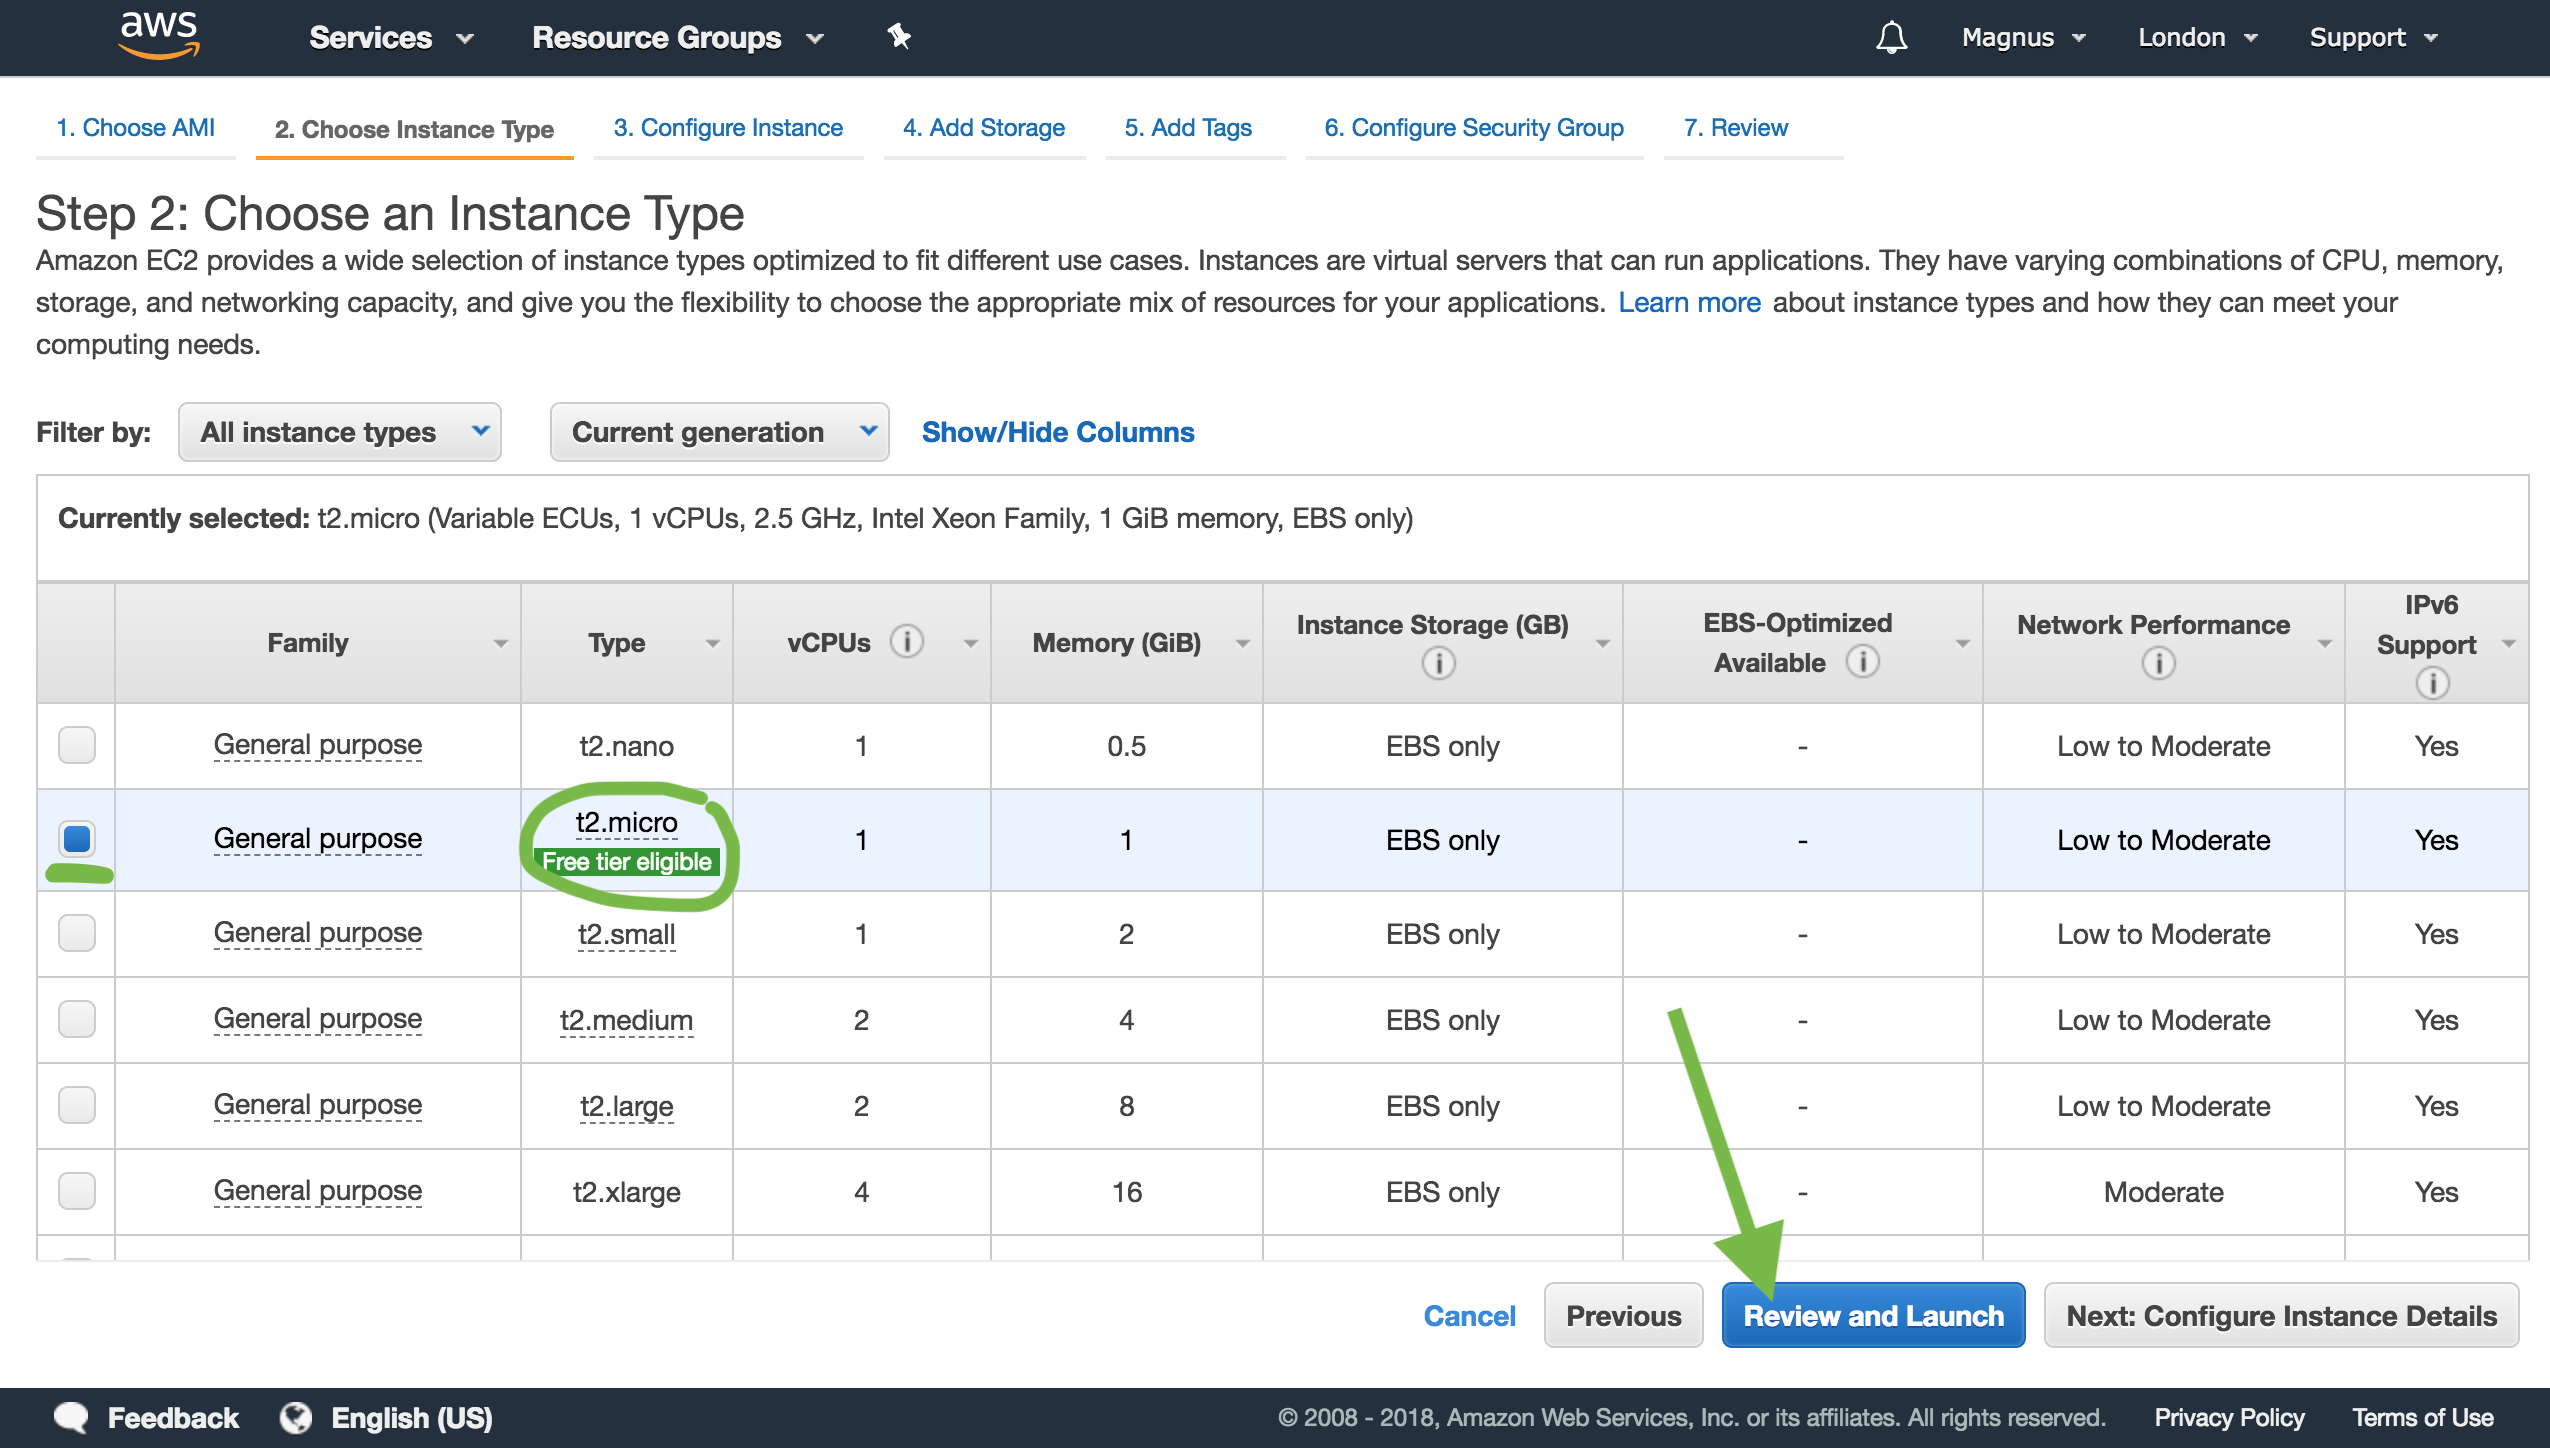 aws Services Resource Groups Magnus London Support
1. Choose AMI 2. Choose Instance Type 3. Configure Instance 4. Add Storage 5. Add Tags 6. Configure Security Group 7. Review
Step 2: Choose an Instance Type
Amazon EC2 provides a wide selection of instance types optimized to fit different use cases. Instances are virtual servers that can run applications. They have varying combinations of CPU, memory,
storage, and networking capacity, and give you the flexibility to choose the appropriate mix of resources for your applications. Learn more about instance types and how they can meet your
computing needs.
Filter by: All instance types Current generation Show/Hide Columns
Currently selected: t2.micro (Variable ECUs, 1 vCPUs, 2.5 GHz, Intel Xeon Family, 1 GiB memory, EBS only)
Family Type vCPUs i Memory (GiB) Instance Storage (GB) i EBS-Optimized Available i Network Performance i IPv6 Support i
General purpose t2.nano 1 0.5 EBS only - Low to Moderate Yes
General purpose t2.micro Free tier eligible 1 1 EBS only - Low to Moderate Yes
General purpose t2.small 1 2 EBS only - Low to Moderate Yes
General purpose t2.medium 2 4 EBS only - Low to Moderate Yes
General purpose t2.large 2 8 EBS only - Low to Moderate Yes
General purpose t2.xlarge 4 16 EBS only - Moderate Yes
Cancel Previous Review and Launch Next: Configure Instance Details
Feedback English (US) © 2008 - 2018, Amazon Web Services, Inc. or its affiliates. All rights reserved. Privacy Policy Terms of Use